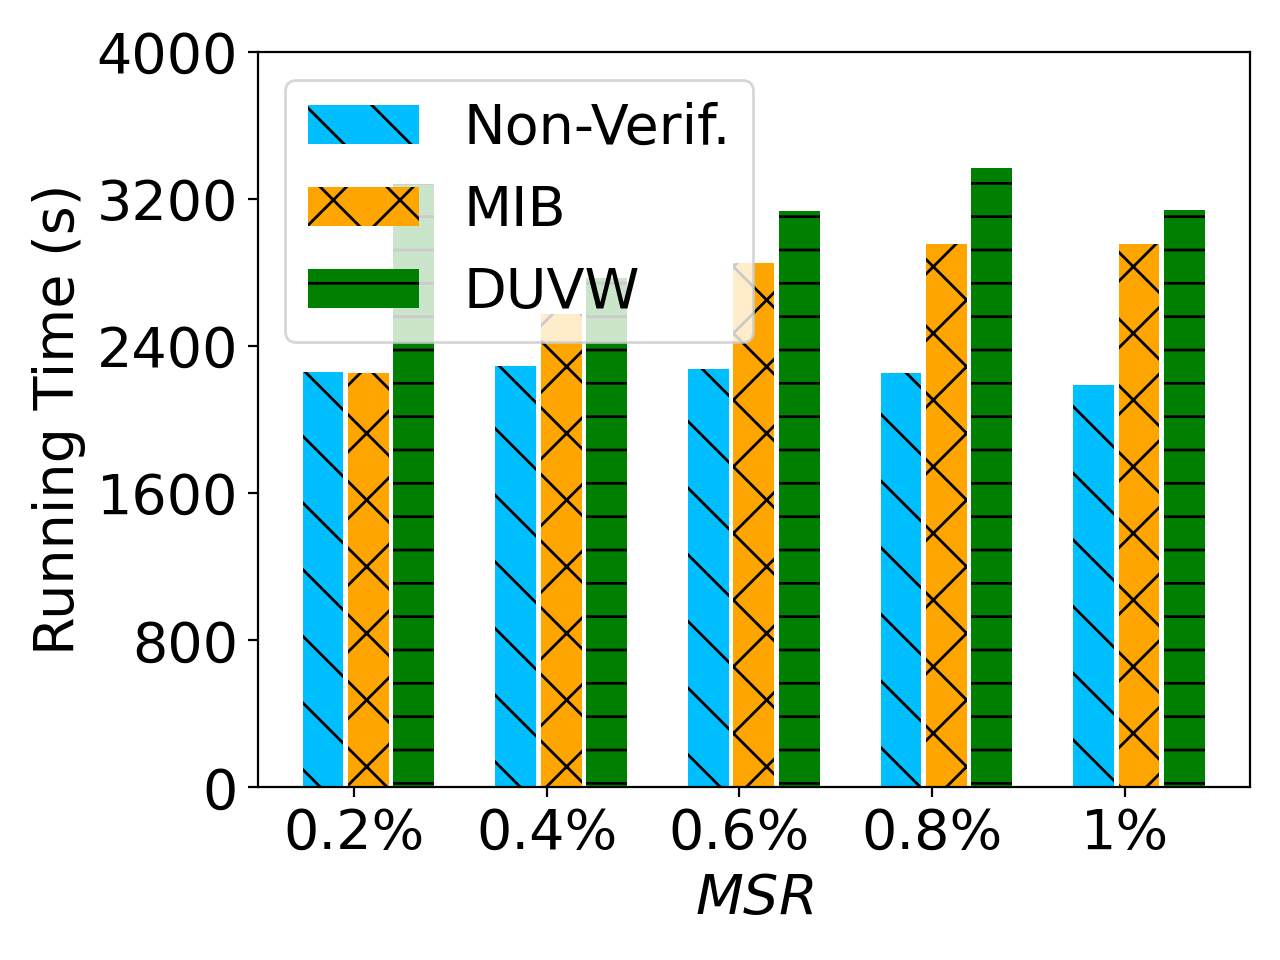 4000
3200
2400
1600
800
0
Running Time (s)
Non-Verif.
MIB
DUVW
0.2% 0.4% 0.6% 0.8% 1%
MSR